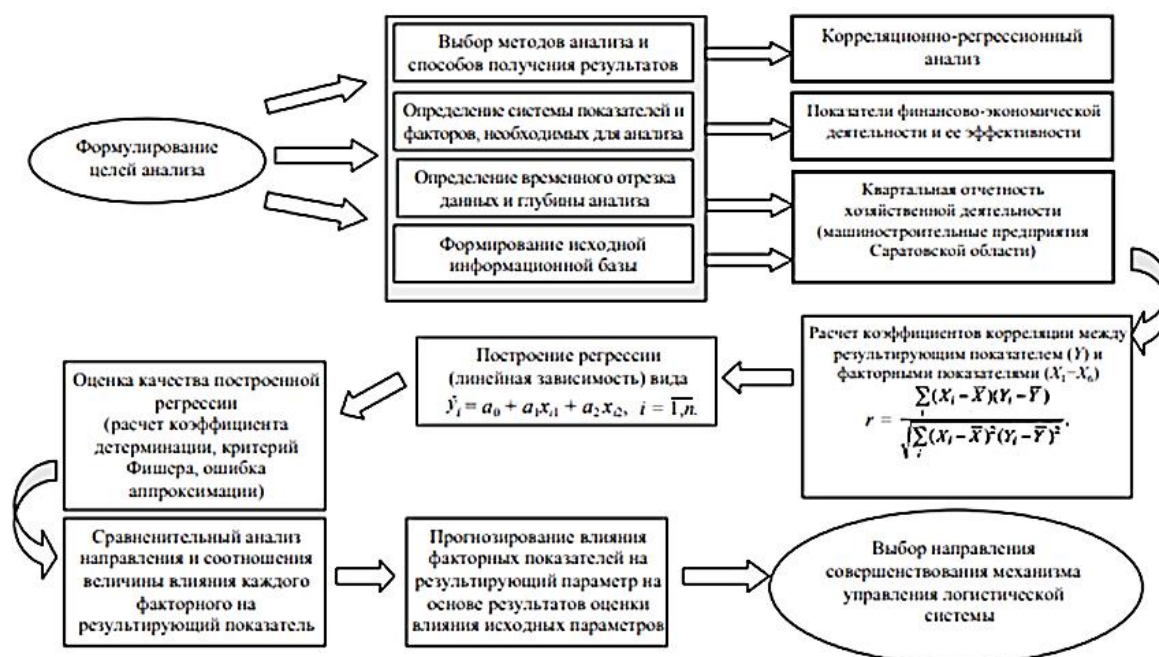 Формулирование
целей анализа
Выбор методов анализа и
способов получения результатов
Определение системы показателей и
факторов, необходимых для анализа
Определение временного отрезка
данных и глубины анализа
Формирование исходной
информационной базы
Корреляционно-регрессионный
анализ
Показатели финансово-экономической
деятельности и ее эффективности
Квартальная отчетность
хозяйственной деятельности
(машиностроительные предприятия
Саратовской области)
Расчет коэффициентов корреляции между
результирующим показателем (Y) и
факторными показателями (X₁−X₆)
r = ∑ᵢ(Xᵢ − X̅)(Yᵢ − Y̅) / √∑ᵢ(Xᵢ − X̅)²(Yᵢ − Y̅)²,
Построение регрессии
(линейная зависимость) вида
ŷᵢ = a₀ + a₁xᵢ₁ + a₂xᵢ₂, i = 1,n.
Оценка качества построенной
регрессии
(расчет коэффициента
детерминации, критерий
Фишера, ошибка
аппроксимации)
Сравненительный анализ
направления и соотношения
величины влияния каждого
факторного на
результирующий показатель
Прогнозирование влияния
факторных показателей на
результирующий параметр на
основе результатов оценки
влияния исходных параметров
Выбор направления
совершенствования механизма
управления логистической
системы